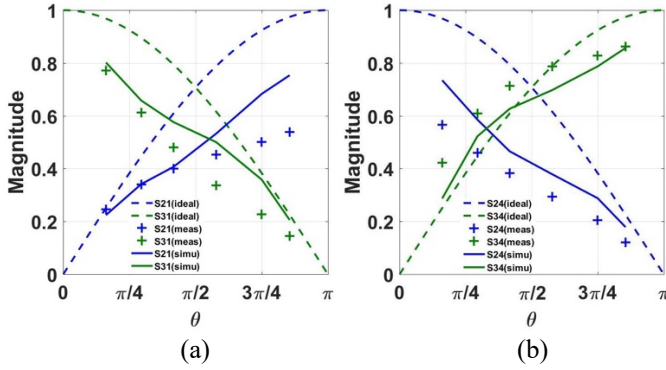 Magnitude
1
0.8
0.6
0.4
0.2
0
S21(ideal)
S31(ideal)
S21(meas)
S31(meas)
S21(simu)
S31(simu)
0 π/4 π/2 3π/4 π
θ
(a)
Magnitude
1
0.8
0.6
0.4
0.2
0
S24(ideal)
S34(ideal)
S24(meas)
S34(meas)
S24(simu)
S34(simu)
0 π/4 π/2 3π/4 π
θ
(b)